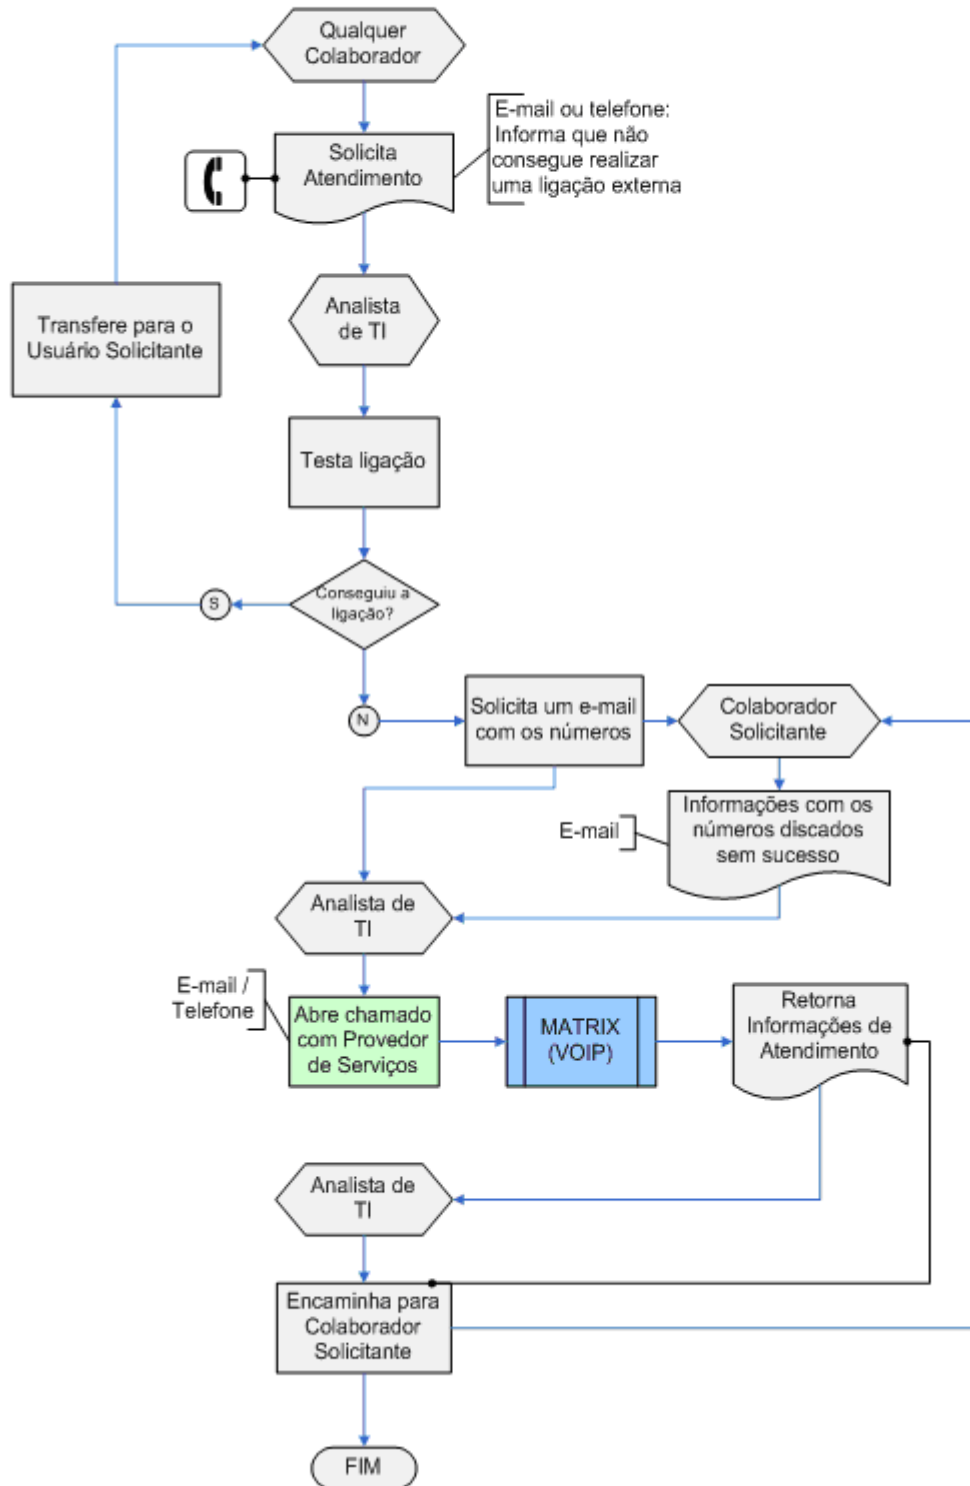 Qualquer
Colaborador
E-mail ou telefone:
Informa que não
consegue realizar
uma ligação externa
Solicita
Atendimento
Analista
de TI
Transfere para o
Usuário Solicitante
Testa ligação
Conseguiu a
ligação?
S
N
Solicita um e-mail
com os números
Colaborador
Solicitante
Informações com os
números discados
sem sucesso
E-mail
Analista de
TI
E-mail /
Telefone
Abre chamado
com Provedor
de Serviços
MATRIX
(VOIP)
Retorna
Informações de
Atendimento
Analista de
TI
Encaminha para
Colaborador
Solicitante
FIM